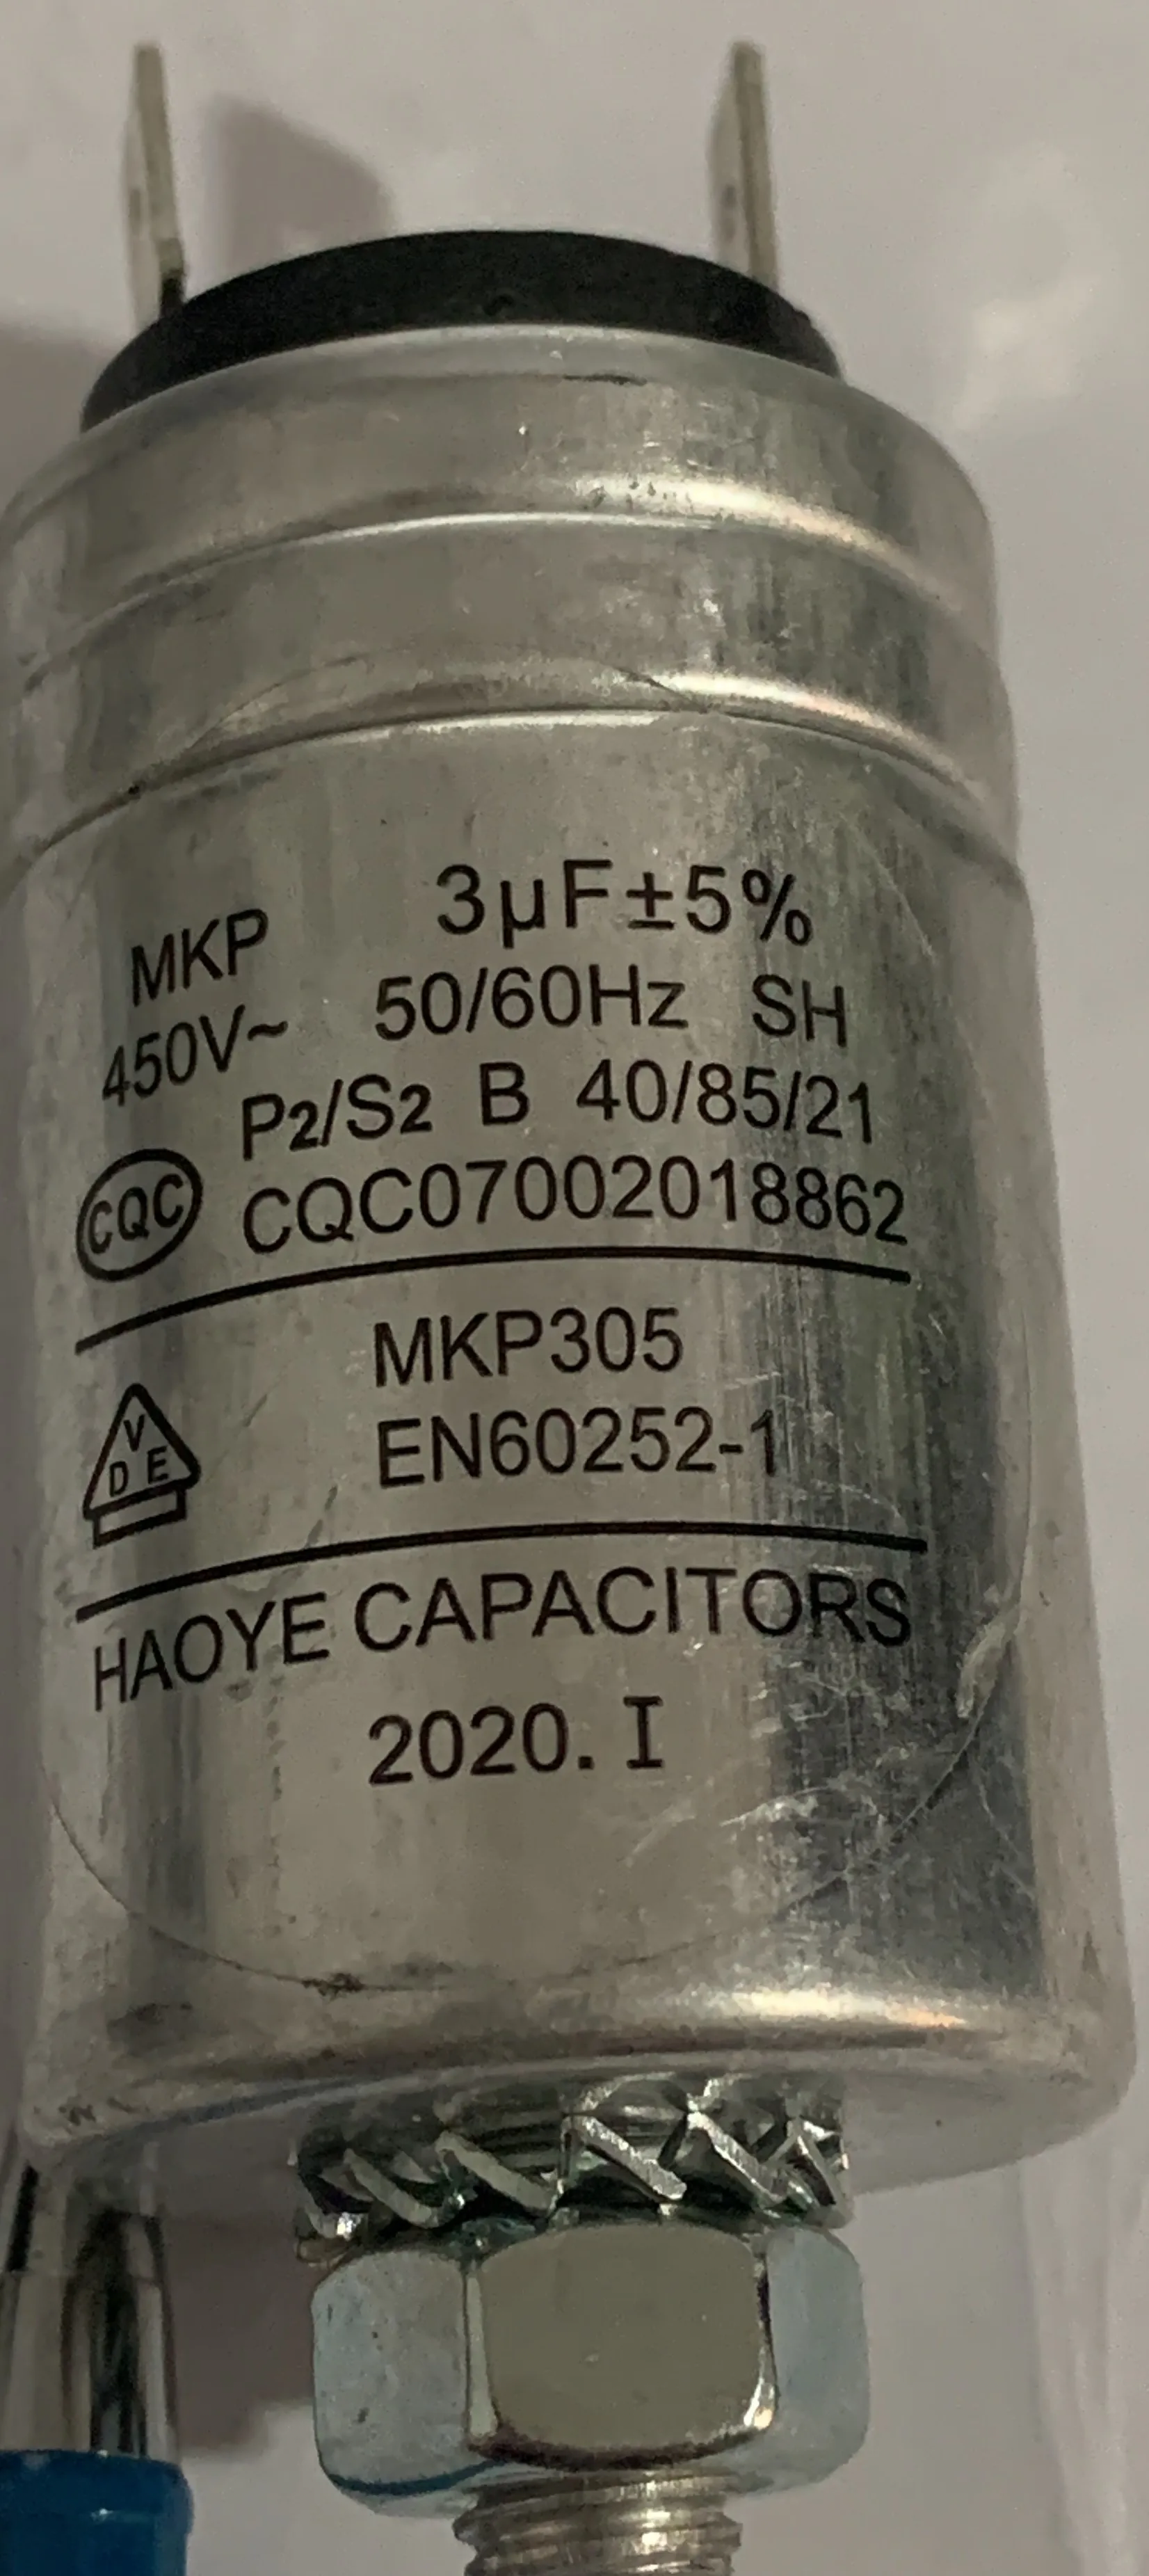 MKP 3μF±5%
450V~ 50/60Hz SH
P2/S2 B 40/85/21
CQC CQC07002018862
MKP305
VDE EN60252-1
HAOYE CAPACITORS
2020. I